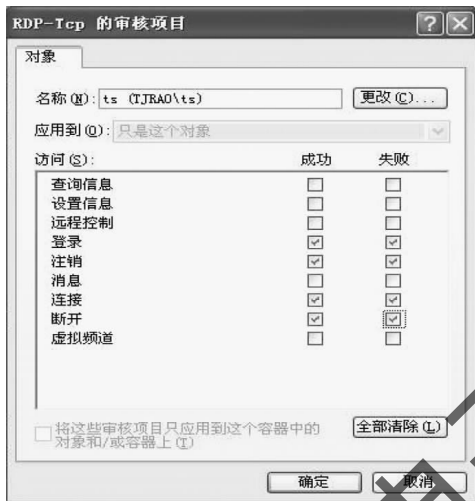 RDP-Tcp 的审核项目
对象
名称(N): ts (TJRAO\ts) 更改(C)...
应用到(O): 只是这个对象
访问(S): 成功 失败
查询信息
设置信息
远程控制
登录
注销
消息
连接
断开
虚拟频道
将这些审核项目只应用到这个容器中的 全部清除(L)
对象和/或容器上(T)
确定 取消